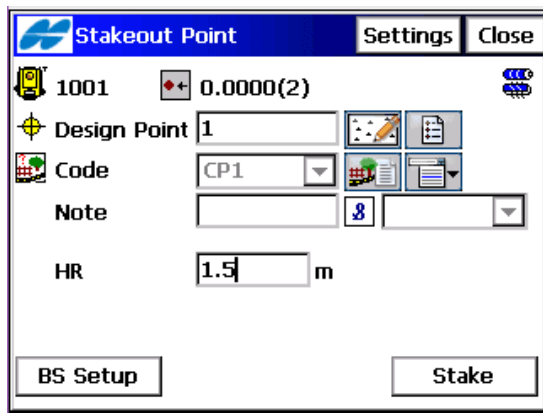 Stakeout Point Settings Close
1001 0.0000(2)
Design Point 1
Code CP1
Note
HR 1.5 m
BS Setup Stake